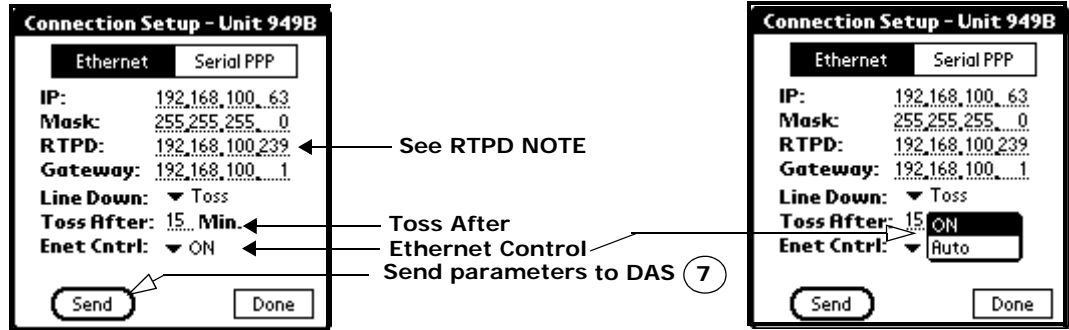 Connection Setup - Unit 949B
Ethernet Serial PPP
IP: 192.168.100. 63
Mask: 255.255.255. 0
RTPD: 192.168.100.239
Gateway: 192.168.100. 1
Line Down: Toss
Toss After: 15 Min.
Enet Cntrl: ON
Send Done
See RTPD NOTE
Toss After
Ethernet Control
Send parameters to DAS 7
Connection Setup - Unit 949B
Ethernet Serial PPP
IP: 192.168.100. 63
Mask: 255.255.255. 0
RTPD: 192.168.100.239
Gateway: 192.168.100. 1
Line Down: Toss
Toss After: 15
Enet Cntrl:
ON
Auto
Send Done